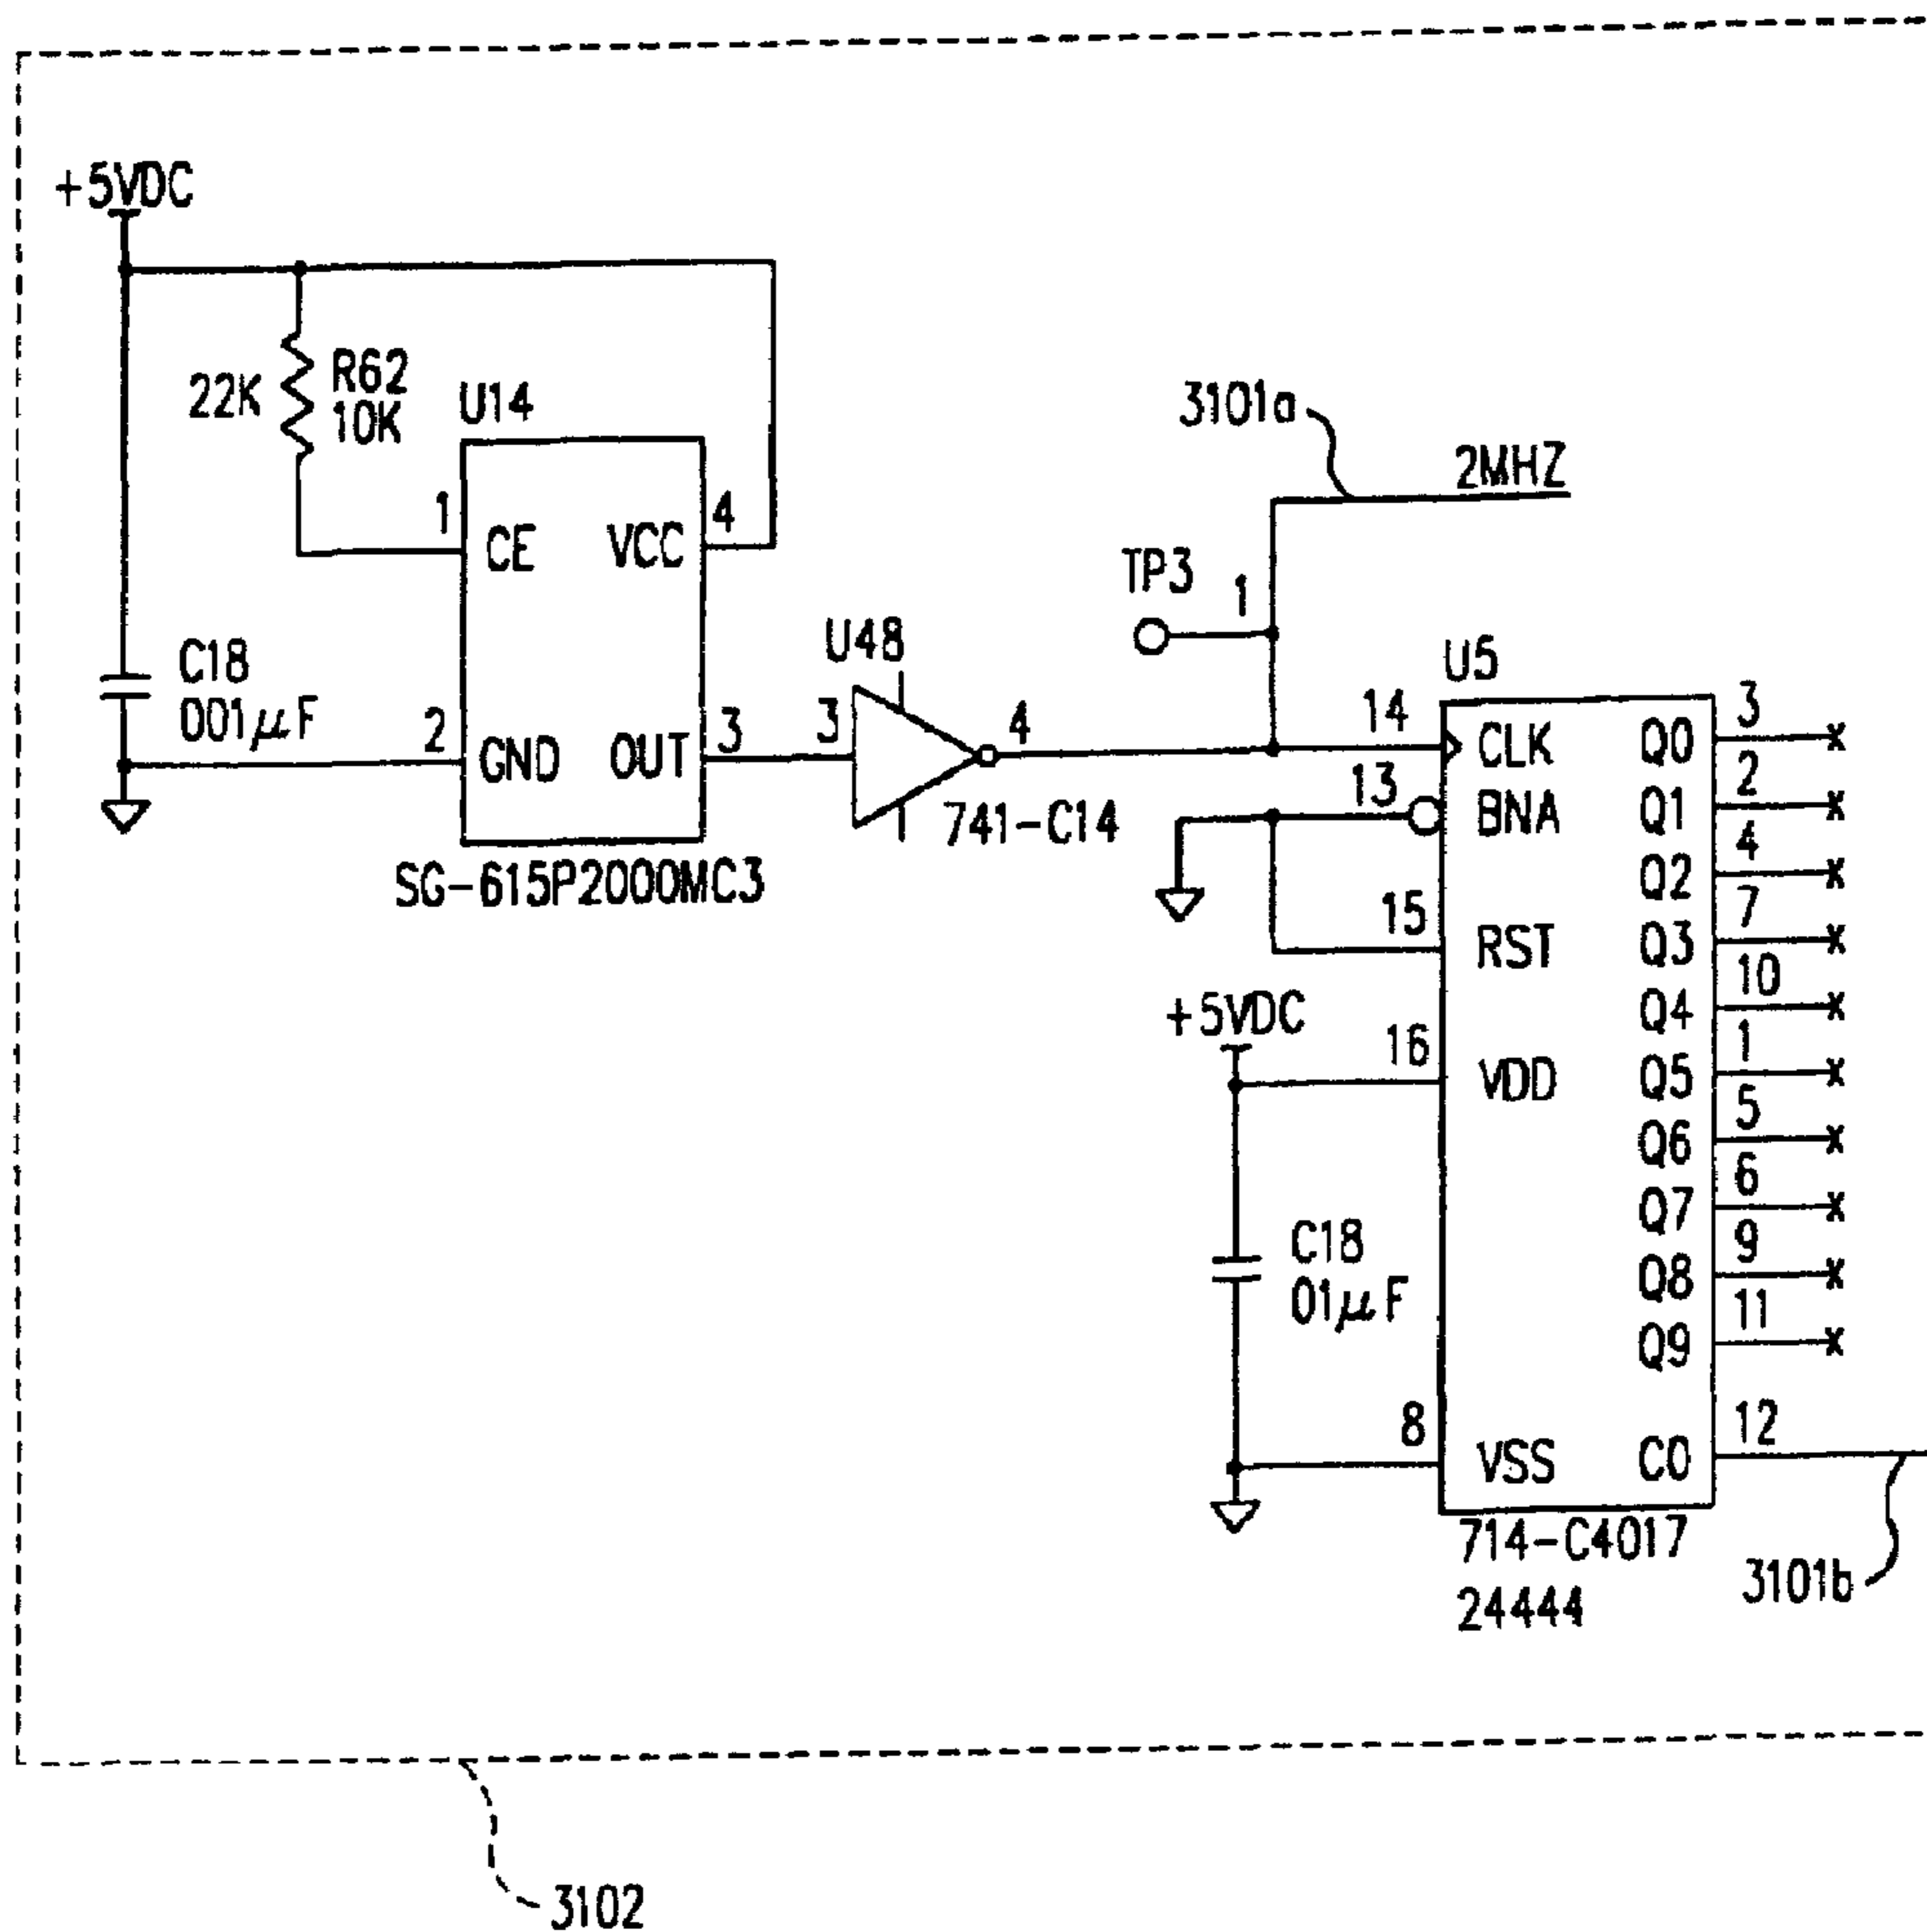 +5VDC
22K
R62
10K
U14
1
CE
VCC
4
C18
001µF
2
GND
OUT
3
SG-615P2000MC3
U48
3
4
741-C14
3101a
2MHZ
TP3
1
U5
14
CLK
13
BNA
15
RST
+5VDC
16
VDD
C18
01µF
8
VSS
Q0
3
Q1
2
Q2
4
Q3
7
Q4
10
Q5
1
Q6
5
Q7
6
Q8
9
Q9
11
CO
12
714-C4017
24444
3101b
3102